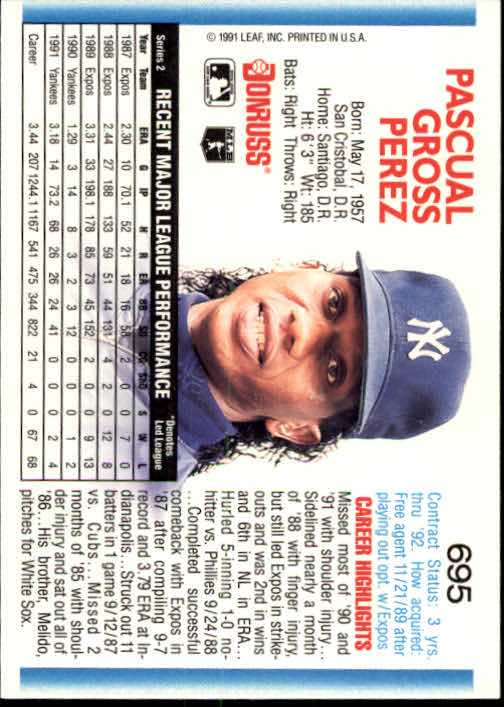 695
PASCUAL
GROSS
PEREZ
Born: May 17, 1957
San Cristobal, D.R.
Home: Santiago, D.R.
Ht: 6' 3" Wt: 185
Bats: Right Throws: Right
DONRUSS®
MLB
© 1991 LEAF, INC. PRINTED IN U.S.A.
NY
Contract Status: 3 yrs.
thru '92. How acquired:
Free agent 11/21/89 after
playing out opt. w/Expos
CAREER HIGHLIGHTS
Missed most of '90 and
'91 with shoulder injury...
Sidelined nearly a month
of '88 with finger injury,
but still led Expos in strike-
outs and was 2nd in wins
and 6th in NL in ERA...
Hurled 5-inning 1-0 no-
hitter vs. Phillies 9/24/88
...Completed successful
comeback with Expos in
'87 after compiling 9-7
record and 3.79 ERA at In-
dianapolis...Struck out 11
batters in 1 game 9/12/87
vs. Cubs...Missed 2
months of '85 with shoul-
der injury and sat out all of
'86...His brother, Melido,
pitches for White Sox.
Series 2 RECENT MAJOR LEAGUE PERFORMANCE *Denotes Led League
Year Team ERA G IP H R ER BB SO CG ShO S W L
1987 Expos 2.30 10 70.1 52 21 18 16 58 2 0 0 7 0
1988 Expos 2.44 27 188 133 59 51 44 131 4 2 0 12 8
1989 Expos 3.31 33 198.1 178 85 73 45 152 2 0 0 9 13
1990 Yankees 1.29 3 14 8 3 2 3 12 0 0 0 1 2
1991 Yankees 3.18 14 73.2 68 26 26 24 41 0 0 0 2 4
Career 3.44 207 1244.1 1167 541 475 344 822 21 4 0 67 68